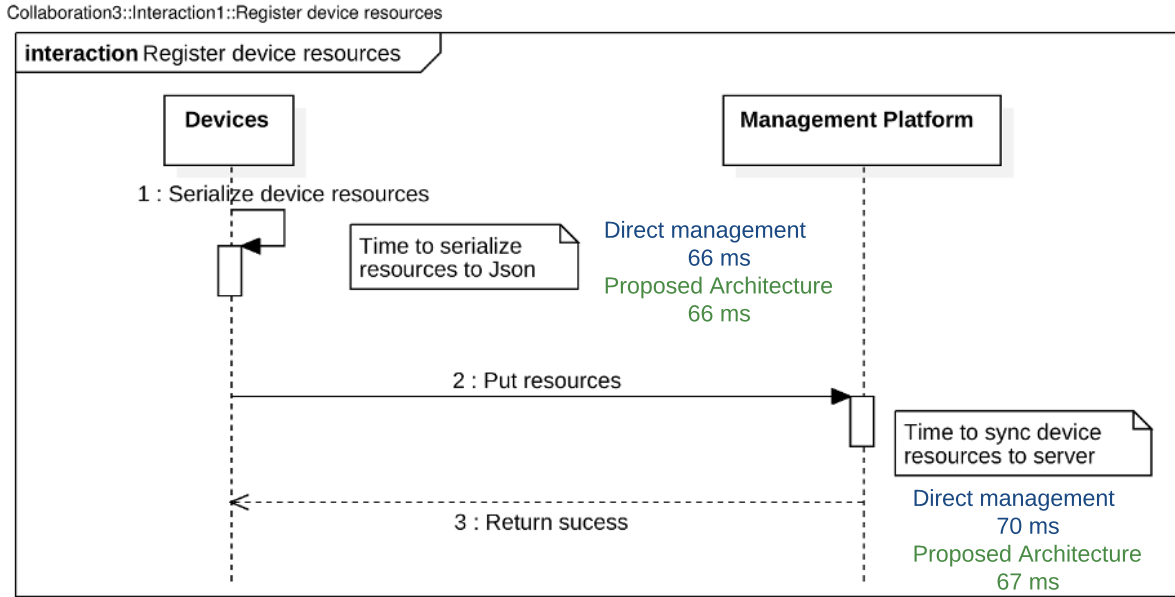 Collaboration3::Interaction1::Register device resources
interaction Register device resources
Devices
Management Platform
1 : Serialize device resources
Time to serialize
resources to Json
Direct management
66 ms
Proposed Architecture
66 ms
2 : Put resources
Time to sync device
resources to server
3 : Return sucess
Direct management
70 ms
Proposed Architecture
67 ms